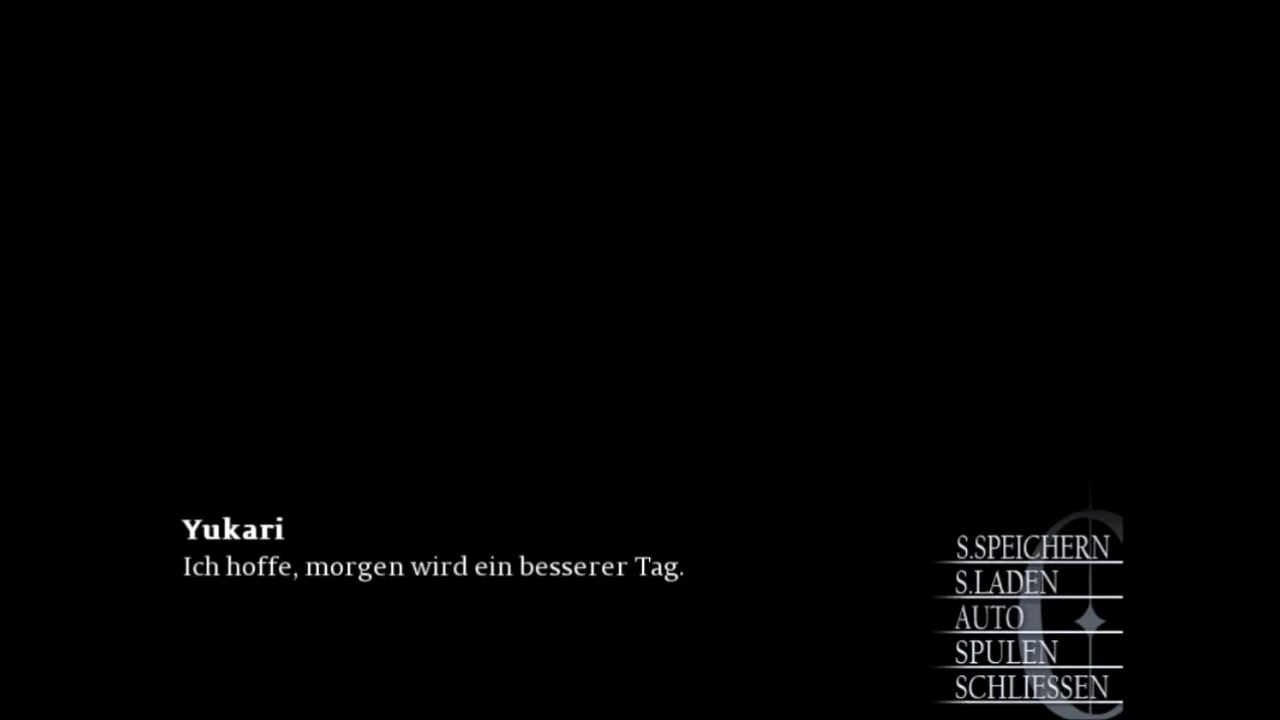 Yukari
Ich hoffe, morgen wird ein besserer Tag.
S.SPEICHERN
S.LADEN
AUTO
SPULEN
SCHLIESSEN